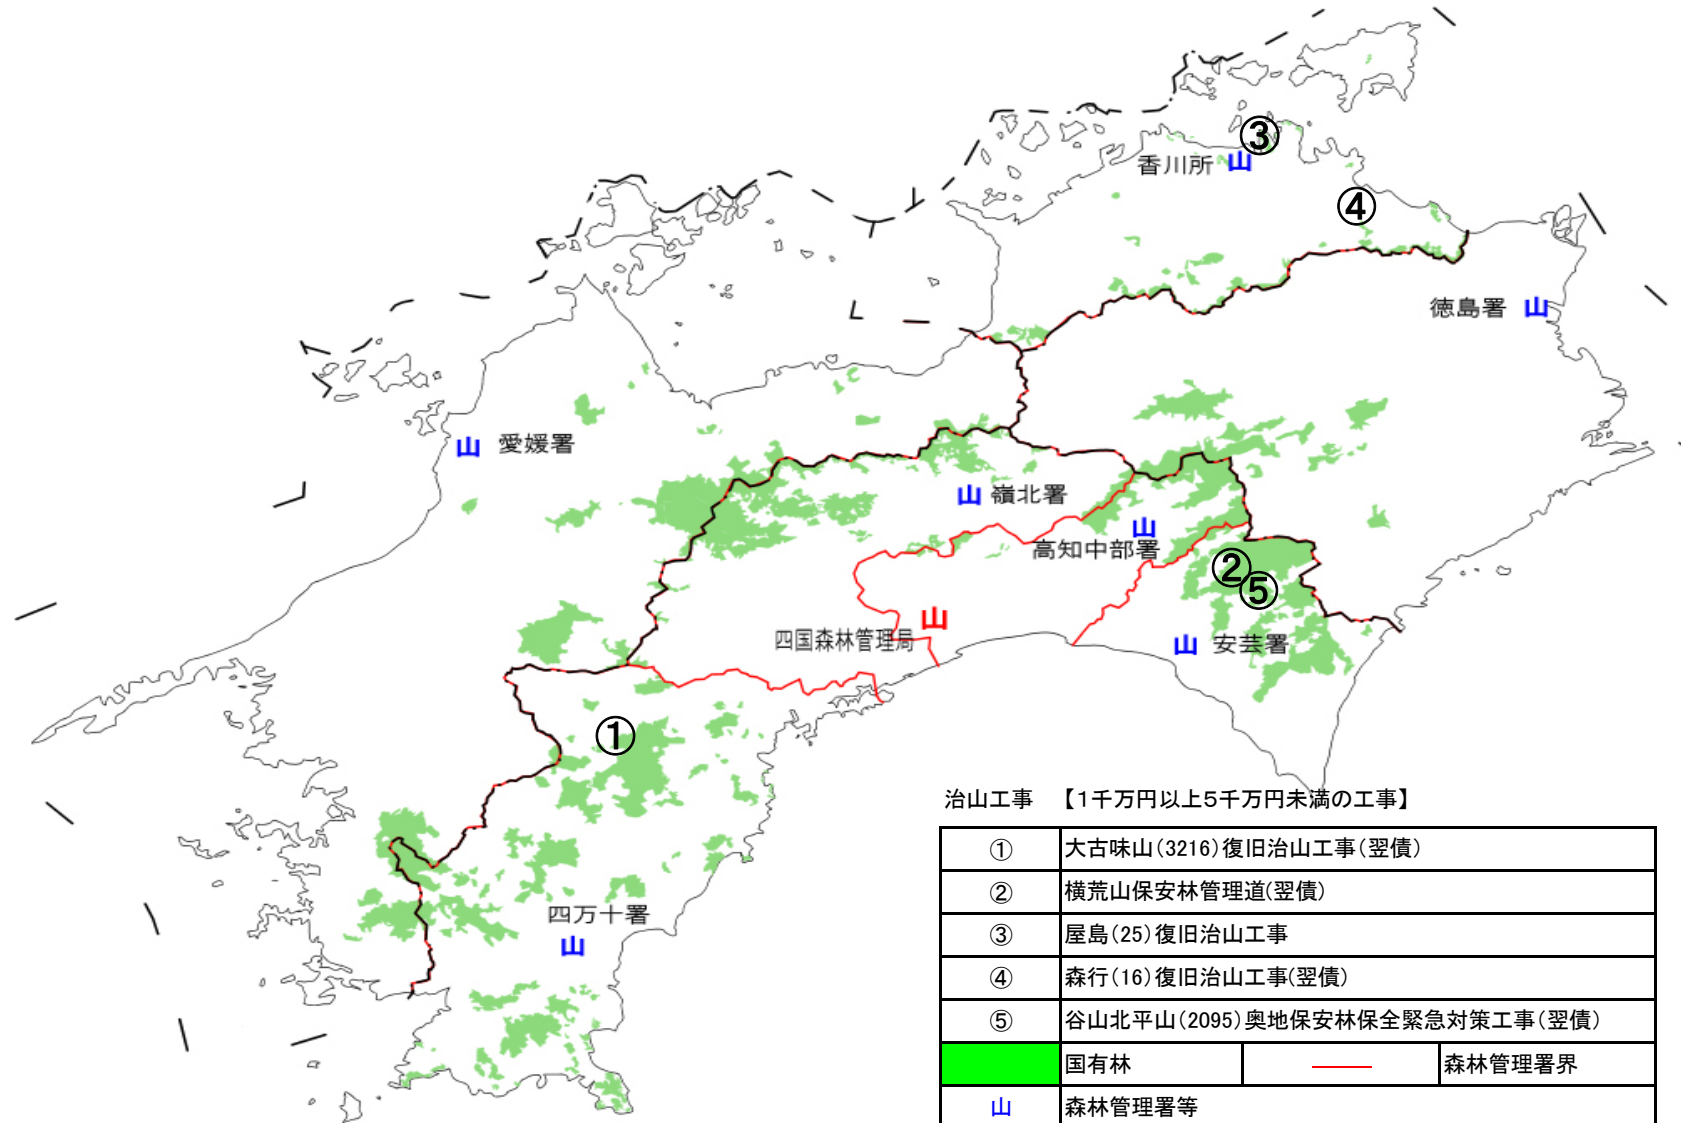 ③
香川所 山
④
徳島署 山
山 愛媛署
山 嶺北署
山
高知中部署
②
⑤
山
四国森林管理局
山 安芸署
①
四万十署
山
治山工事 【1千万円以上5千万円未満の工事】
① 大古味山(3216)復旧治山工事(翌債)
② 横荒山保安林管理道(翌債)
③ 屋島(25)復旧治山工事
④ 森行(16)復旧治山工事(翌債)
⑤ 谷山北平山(2095)奥地保安林保全緊急対策工事(翌債)
国有林 森林管理署界
山 森林管理署等